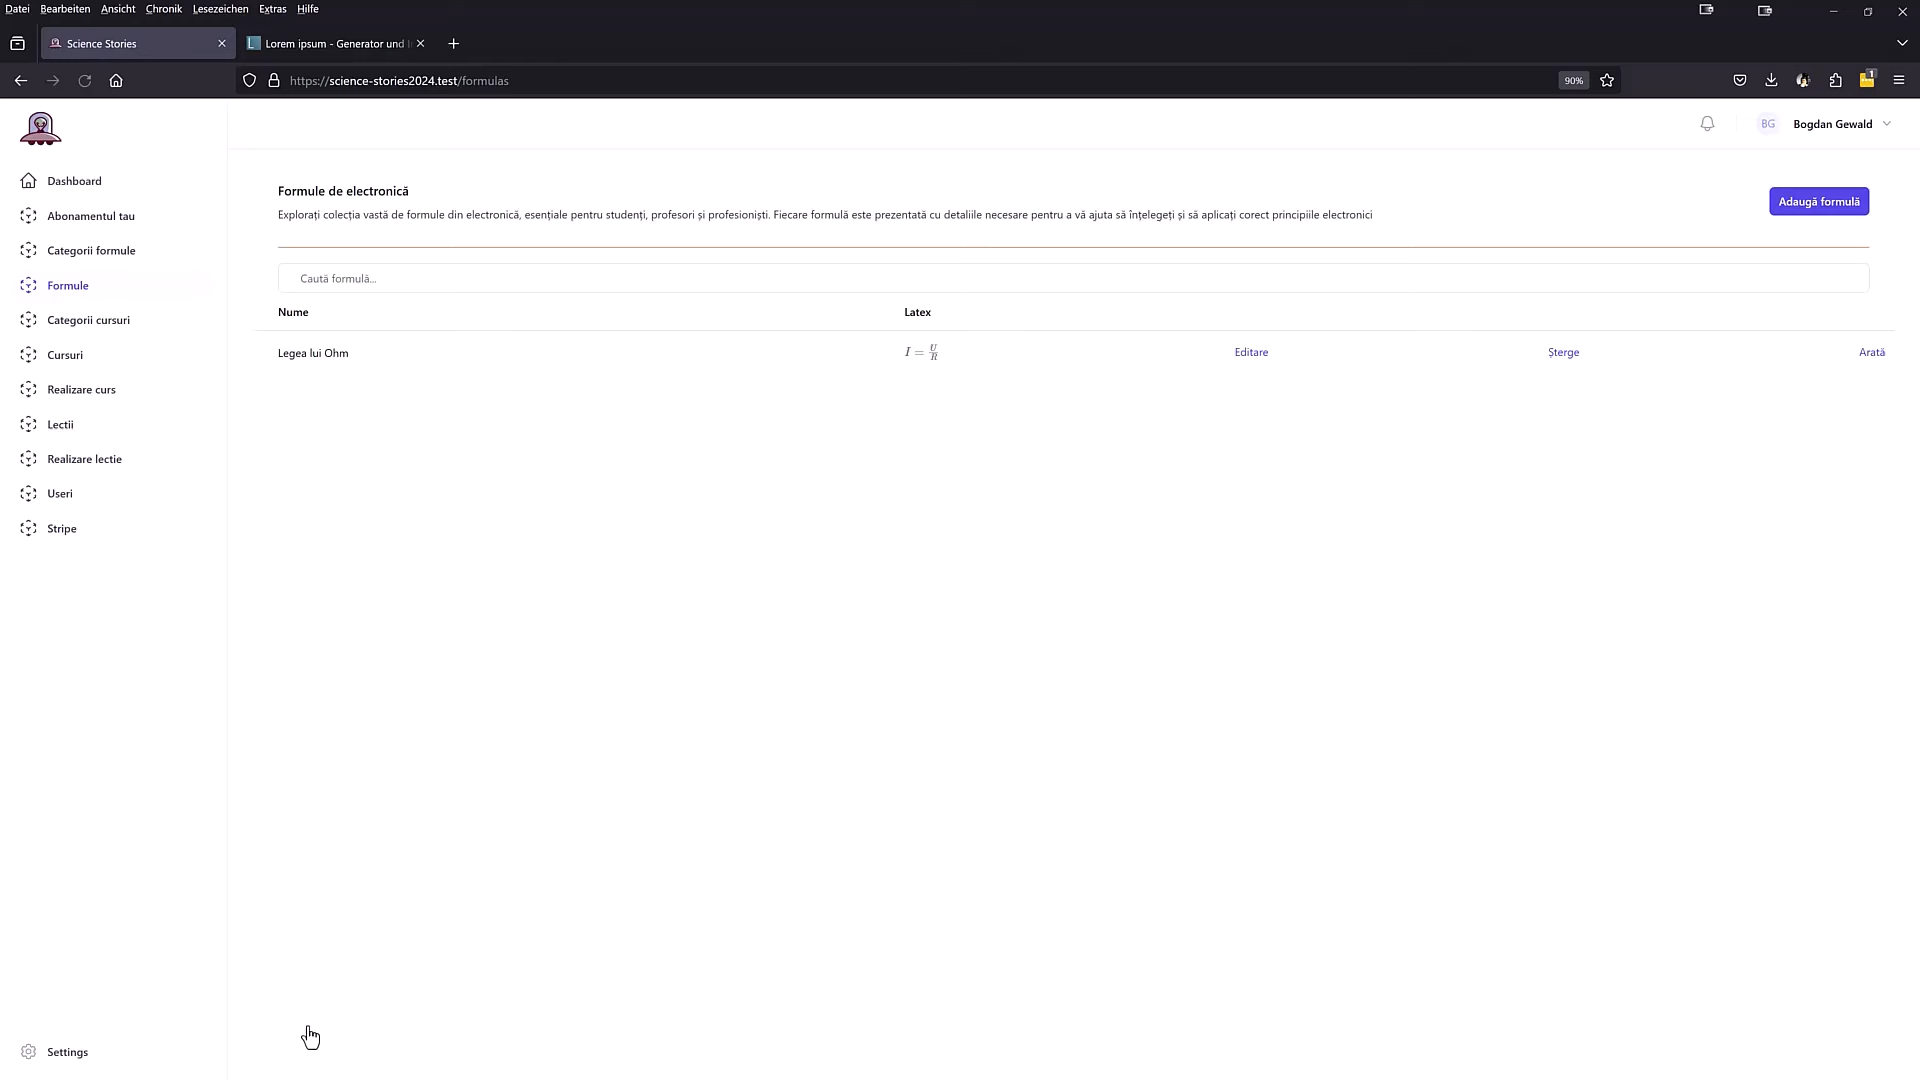 Datei Bearbeiten Ansicht Chronik Lesezeichen Extras Hilfe
Science Stories
Lorem ipsum - Generator und
https://science-stories2024.test/formulas
90%
1
BG Bogdan Gewald
Dashboard
Abonamentul tau
Categorii formule
Formule
Categorii cursuri
Cursuri
Realizare curs
Lectii
Realizare lectie
Useri
Stripe
Settings
Formule de electronică
Explorați colecția vastă de formule din electronică, esențiale pentru studenți, profesori și profesioniști. Fiecare formulă este prezentată cu detaliile necesare pentru a vă ajuta să înțelegeți și să aplicați corect principiile electronici
Adaugă formulă
Caută formulă...
Nume Latex
Legea lui Ohm I = U/R Editare Șterge Arată